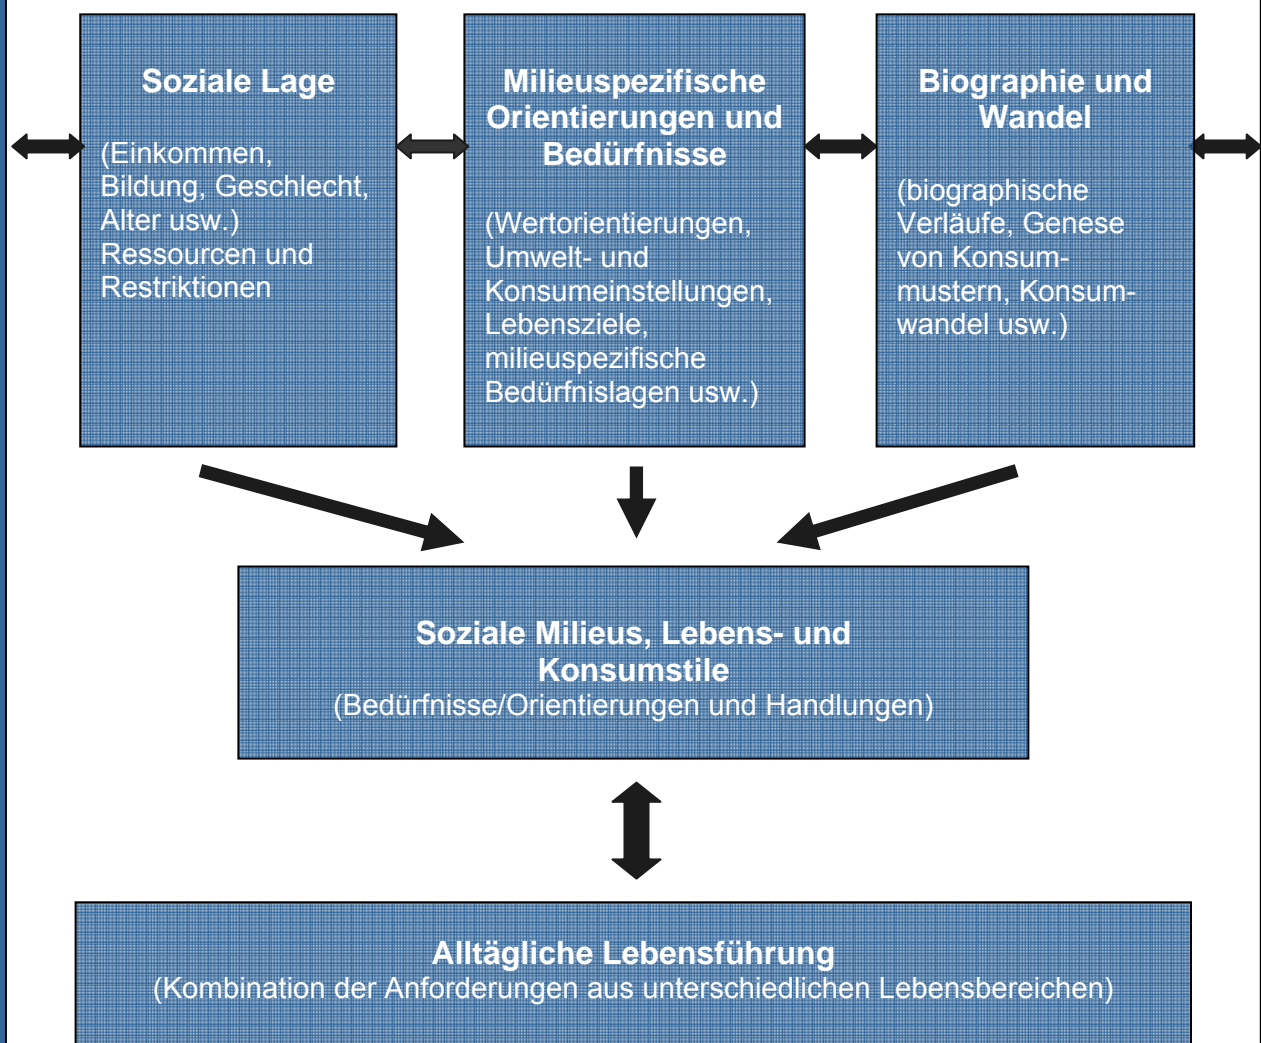 Soziale Lage
(Einkommen,
Bildung, Geschlecht,
Alter usw.)
Ressourcen und
Restriktionen
Milieuspezifische
Orientierungen und
Bedürfnisse
(Wertorientierungen,
Umwelt- und
Konsumeinstellungen,
Lebensziele,
milieuspezifische
Bedürfnislagen usw.)
Biographie und
Wandel
(biographische
Verläufe, Genese
von Konsum-
mustern, Konsum-
wandel usw.)
Soziale Milieus, Lebens- und
Konsumstile
(Bedürfnisse/Orientierungen und Handlungen)
Alltägliche Lebensführung
(Kombination der Anforderungen aus unterschiedlichen Lebensbereichen)